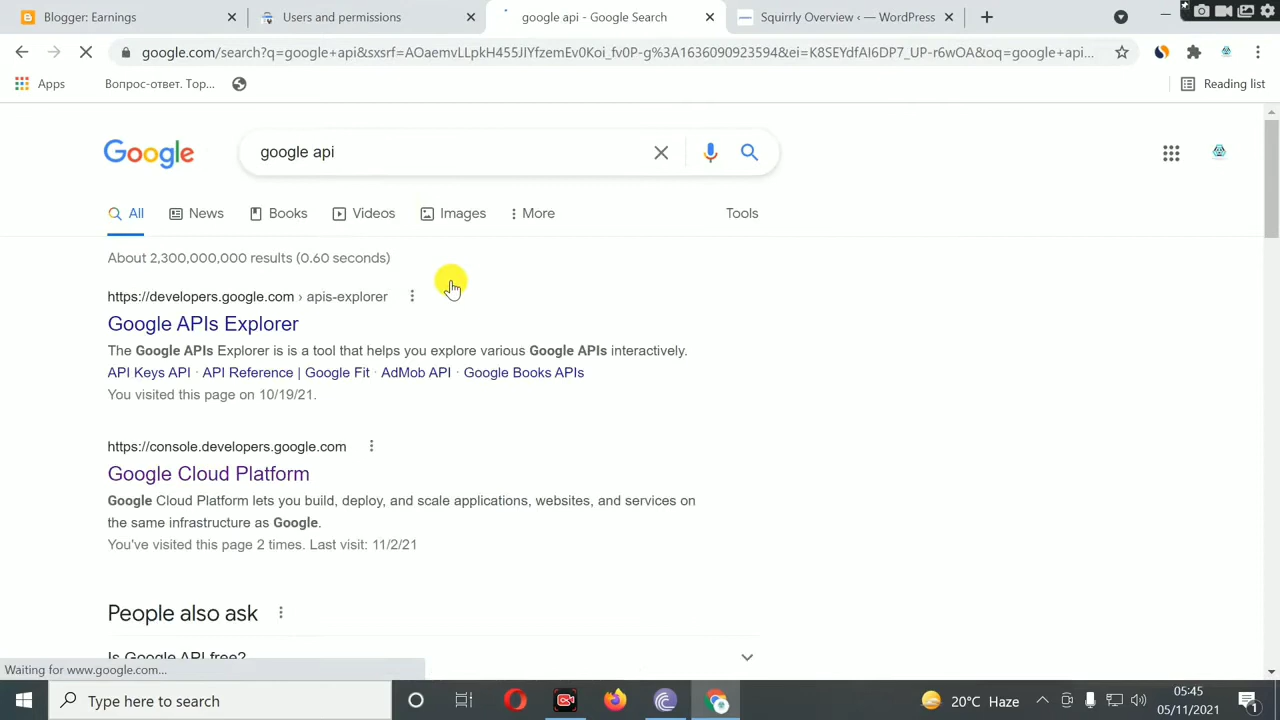 Blogger: Earnings
Users and permissions
google api - Google Search
Squirrly Overview ‹ — WordPress
google.com/search?q=google+api&sxsrf=AOaemvLLpkH455JIYfzemEv0Koi_fv0P-g%3A1636090923594&ei=K8SEYdfAI6DP7_UP-r6wOA&oq=google+api...
Apps
Вопрос-ответ. Тор...
Reading list
Google
google api
All
News
Books
Videos
Images
More
Tools
About 2,300,000,000 results (0.60 seconds)
https://developers.google.com › apis-explorer
Google APIs Explorer
The Google APIs Explorer is is a tool that helps you explore various Google APIs interactively.
API Keys API · API Reference | Google Fit · AdMob API · Google Books APIs
You visited this page on 10/19/21.
https://console.developers.google.com
Google Cloud Platform
Google Cloud Platform lets you build, deploy, and scale applications, websites, and services on
the same infrastructure as Google.
You've visited this page 2 times. Last visit: 11/2/21
People also ask
Is Google API free?
Waiting for www.google.com...
Type here to search
20°C Haze
05:45
05/11/2021
1